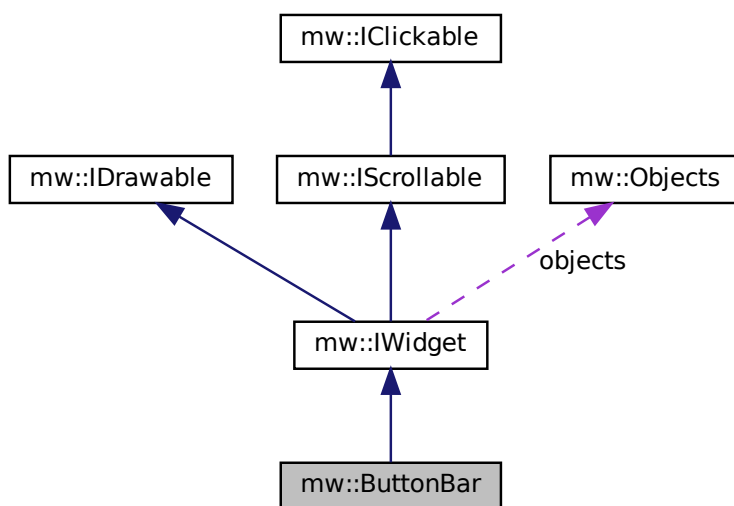 mw::IClickable
mw::IDrawable
mw::IScrollable
mw::Objects
objects
mw::IWidget
mw::ButtonBar